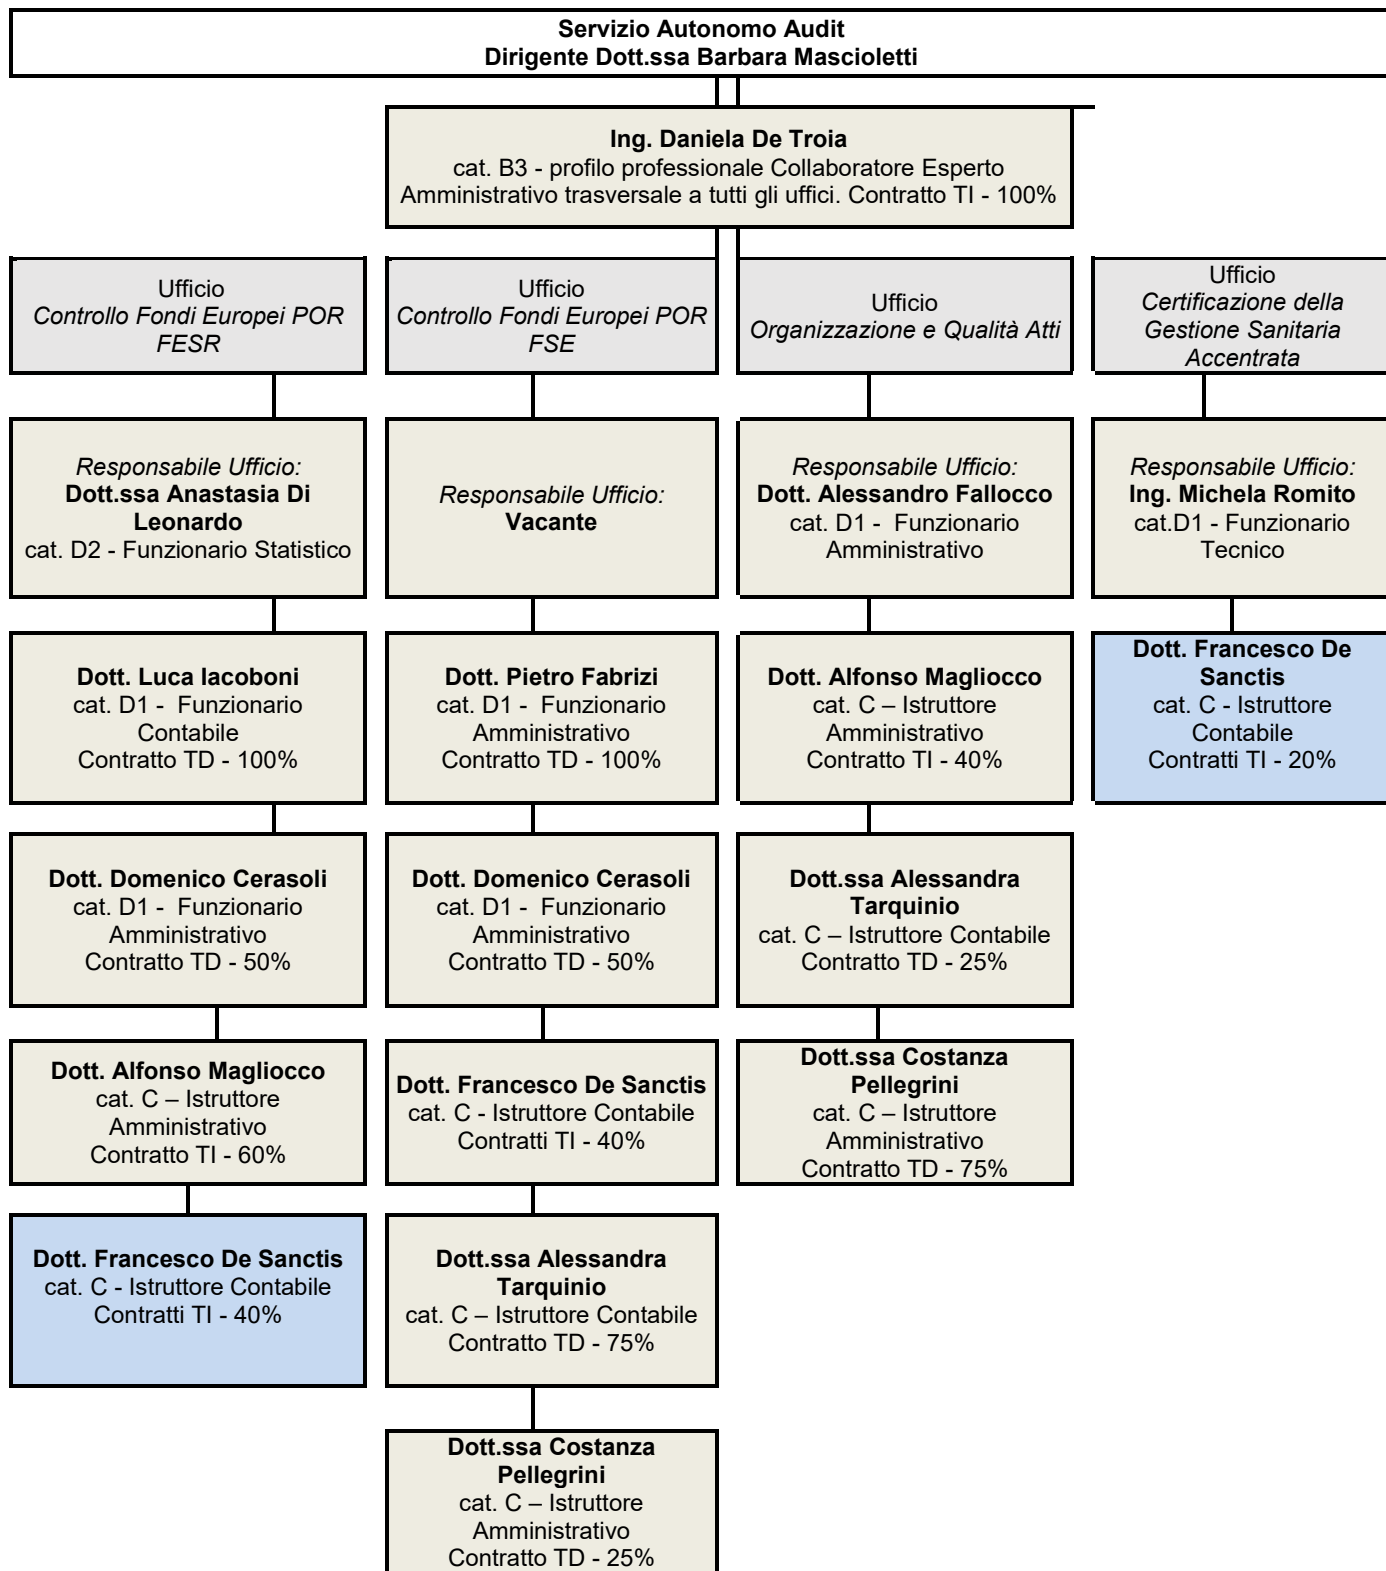 Servizio Autonomo Audit
Dirigente Dott.ssa Barbara Mascioletti
Ing. Daniela De Troia
cat. B3 - profilo professionale Collaboratore Esperto
Amministrativo trasversale a tutti gli uffici. Contratto TI - 100%
Ufficio
Controllo Fondi Europei POR
FESR
Ufficio
Controllo Fondi Europei POR
FSE
Ufficio
Organizzazione e Qualità Atti
Ufficio
Certificazione della
Gestione Sanitaria
Accentrata
Responsabile Ufficio:
Dott.ssa Anastasia Di
Leonardo
cat. D2 - Funzionario Statistico
Responsabile Ufficio:
Vacante
Responsabile Ufficio:
Dott. Alessandro Fallocco
cat. D1 - Funzionario
Amministrativo
Responsabile Ufficio:
Ing. Michela Romito
cat.D1 - Funzionario
Tecnico
Dott. Luca Iacoboni
cat. D1 - Funzionario
Contabile
Contratto TD - 100%
Dott. Pietro Fabrizi
cat. D1 - Funzionario
Amministrativo
Contratto TD - 100%
Dott. Alfonso Magliocco
cat. C – Istruttore
Amministrativo
Contratto TI - 40%
Dott. Francesco De
Sanctis
cat. C - Istruttore
Contabile
Contratti TI - 20%
Dott. Domenico Cerasoli
cat. D1 - Funzionario
Amministrativo
Contratto TD - 50%
Dott. Domenico Cerasoli
cat. D1 - Funzionario
Amministrativo
Contratto TD - 50%
Dott.ssa Alessandra
Tarquinio
cat. C – Istruttore Contabile
Contratto TD - 25%
Dott. Alfonso Magliocco
cat. C – Istruttore
Amministrativo
Contratto TI - 60%
Dott. Francesco De Sanctis
cat. C - Istruttore Contabile
Contratti TI - 40%
Dott.ssa Costanza
Pellegrini
cat. C – Istruttore
Amministrativo
Contratto TD - 75%
Dott. Francesco De Sanctis
cat. C - Istruttore Contabile
Contratti TI - 40%
Dott.ssa Alessandra
Tarquinio
cat. C – Istruttore Contabile
Contratto TD - 75%
Dott.ssa Costanza
Pellegrini
cat. C – Istruttore
Amministrativo
Contratto TD - 25%